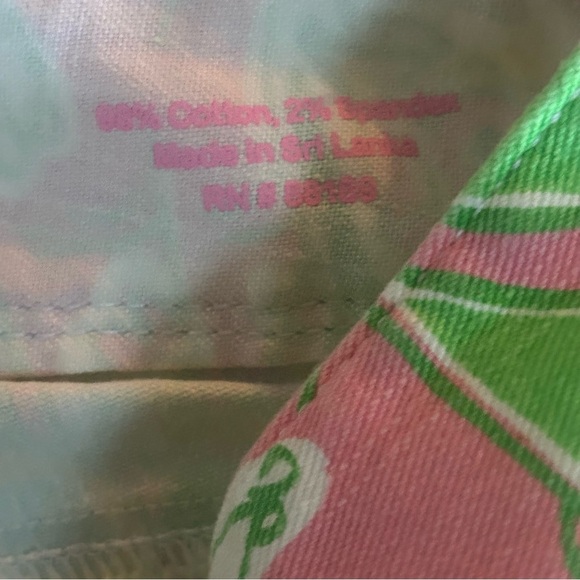 98% Cotton, 2% Spandex
Made in Sri Lanka
RN #